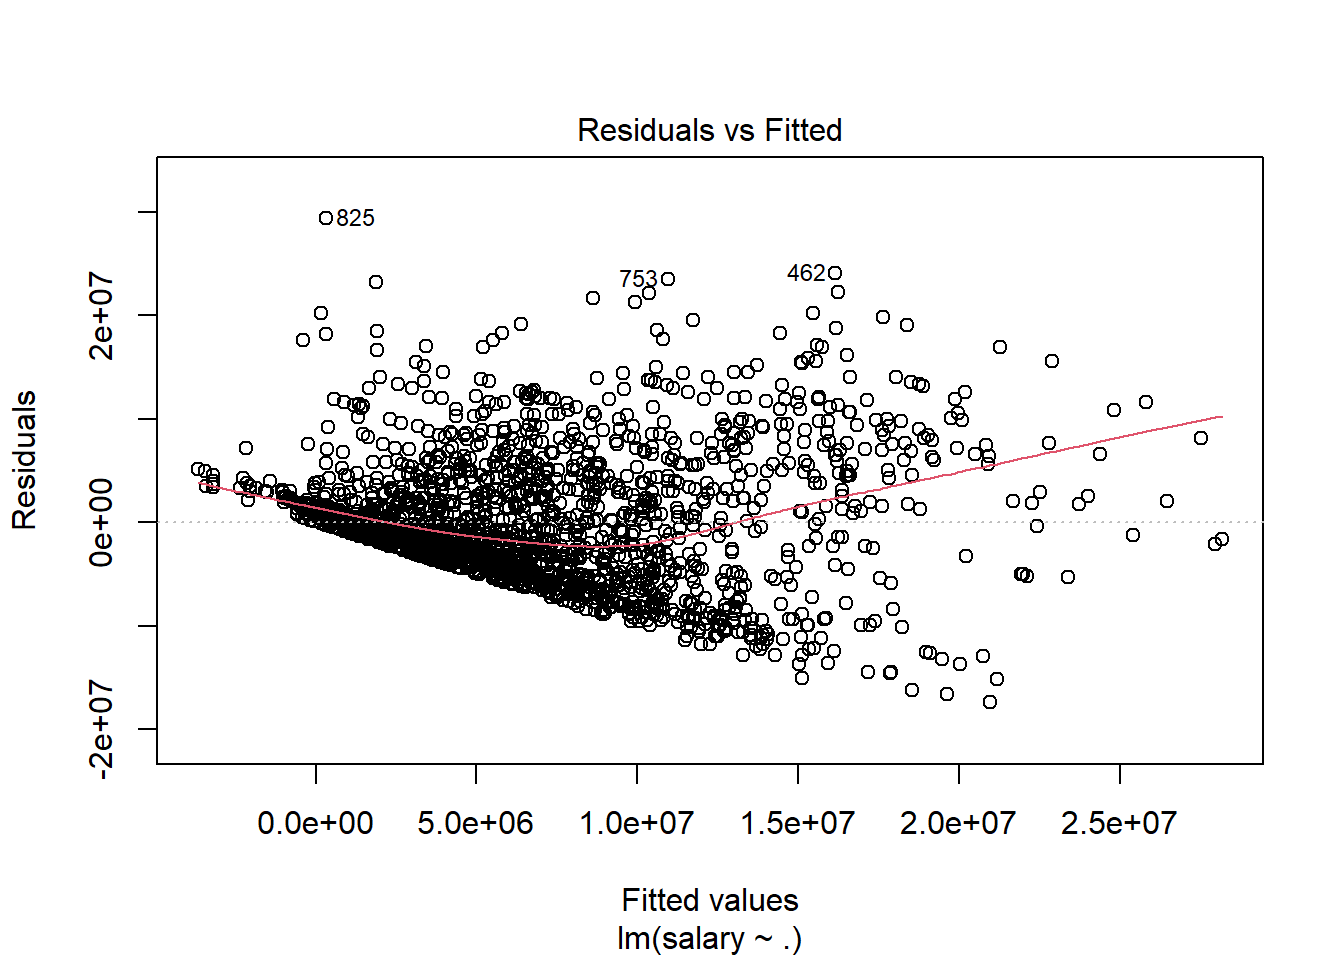 Residuals vs Fitted
825
753
462
Residuals
2e+07
0e+00
-2e+07
0.0e+00 5.0e+06 1.0e+07 1.5e+07 2.0e+07 2.5e+07
Fitted values
lm(salary ~ .)